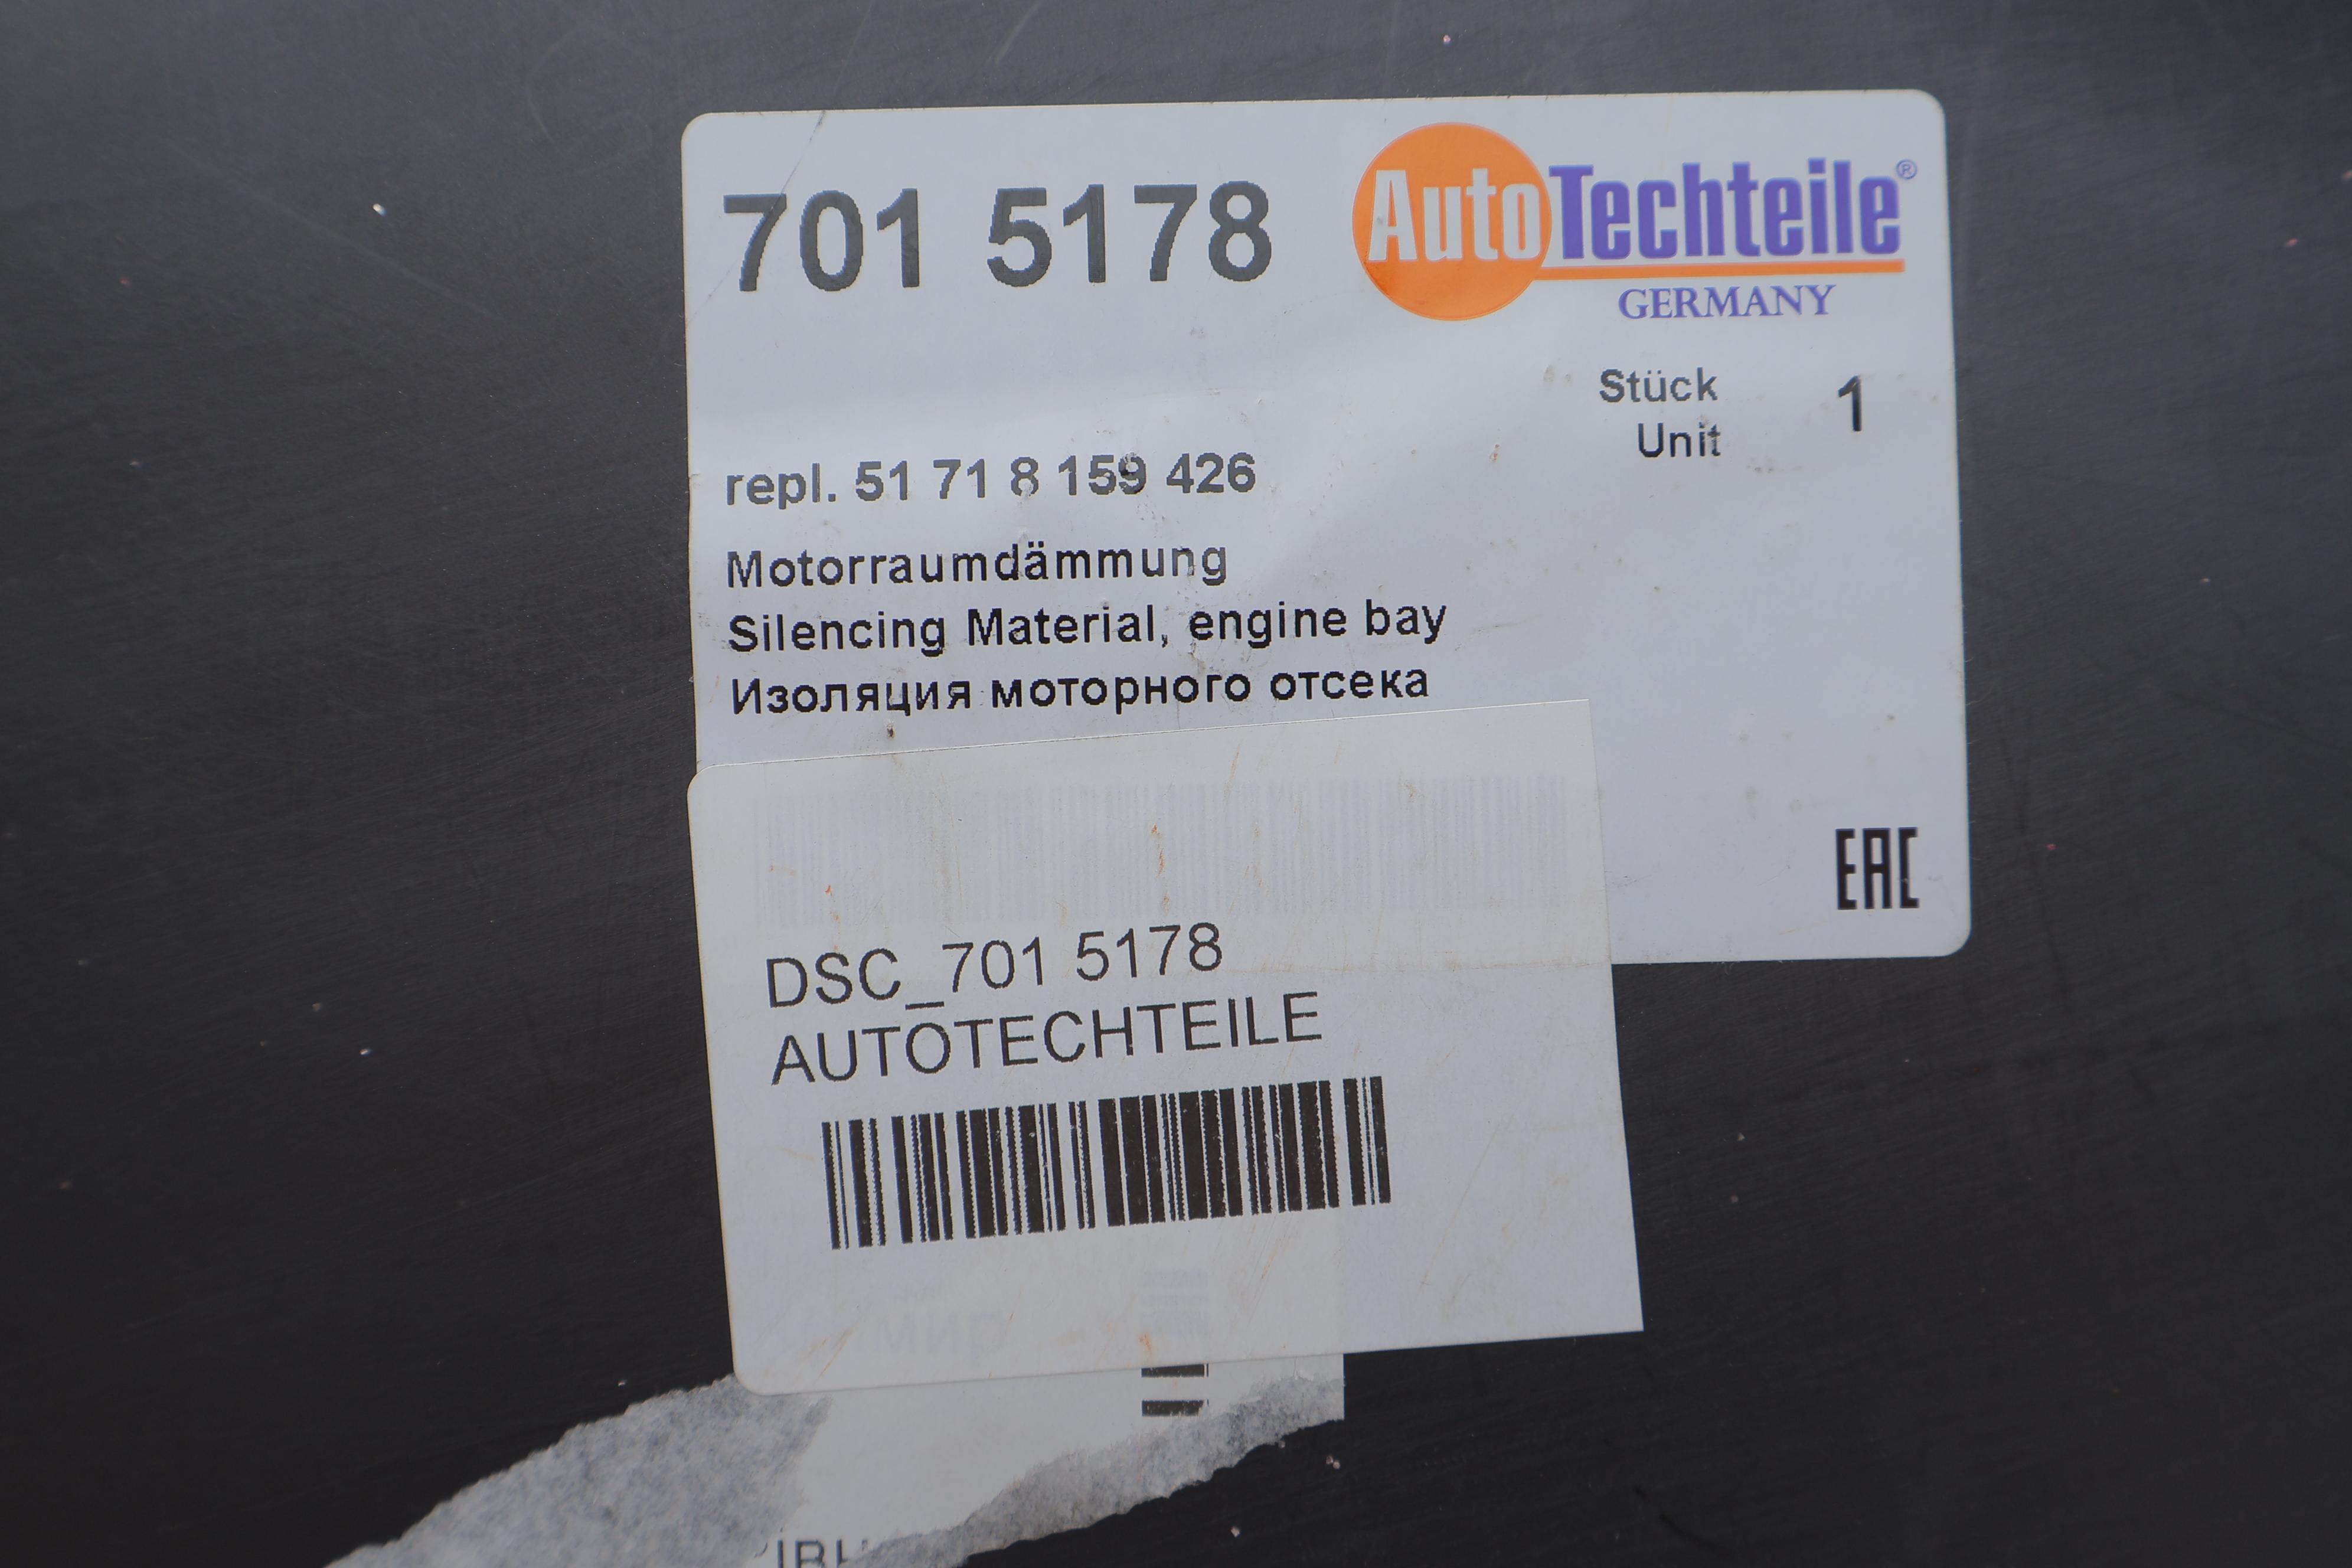 701 5178
AutoTechteile®
GERMANY
Stück 1
Unit
repl. 51 71 8 159 426
Motorraumdämmung
Silencing Material, engine bay
Изоляция моторного отсека
EAC
DSC_701 5178
AUTOTECHTEILE